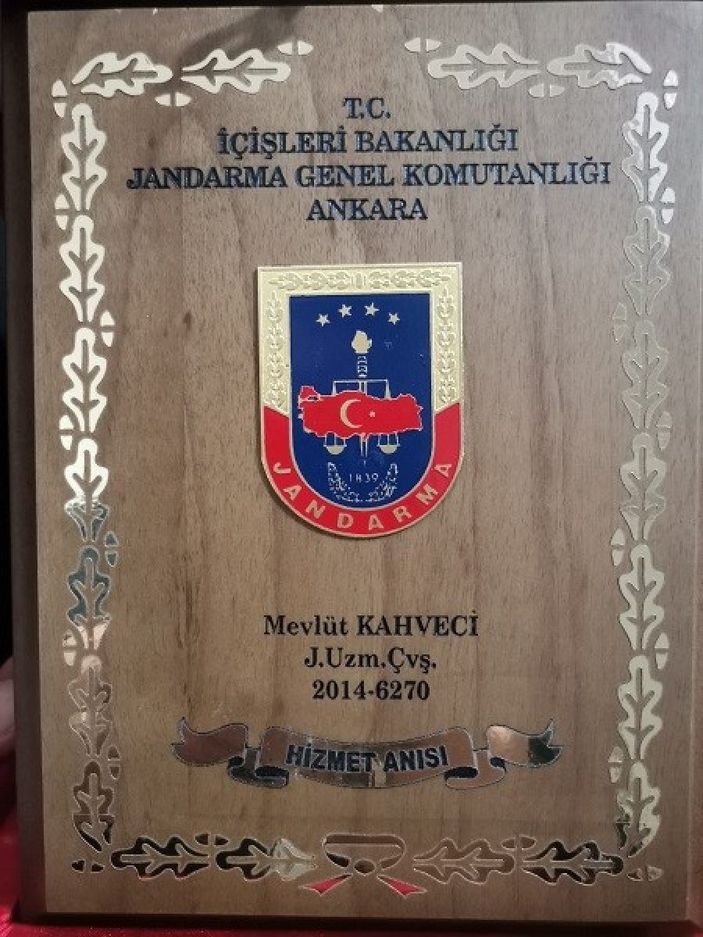 T.C.
İÇİŞLERİ BAKANLIĞI
JANDARMA GENEL KOMUTANLIĞI
ANKARA
1839
JANDARMA
Mevlüt KAHVECİ
J.Uzm.Çvş.
2014-6270
HİZMET ANISI